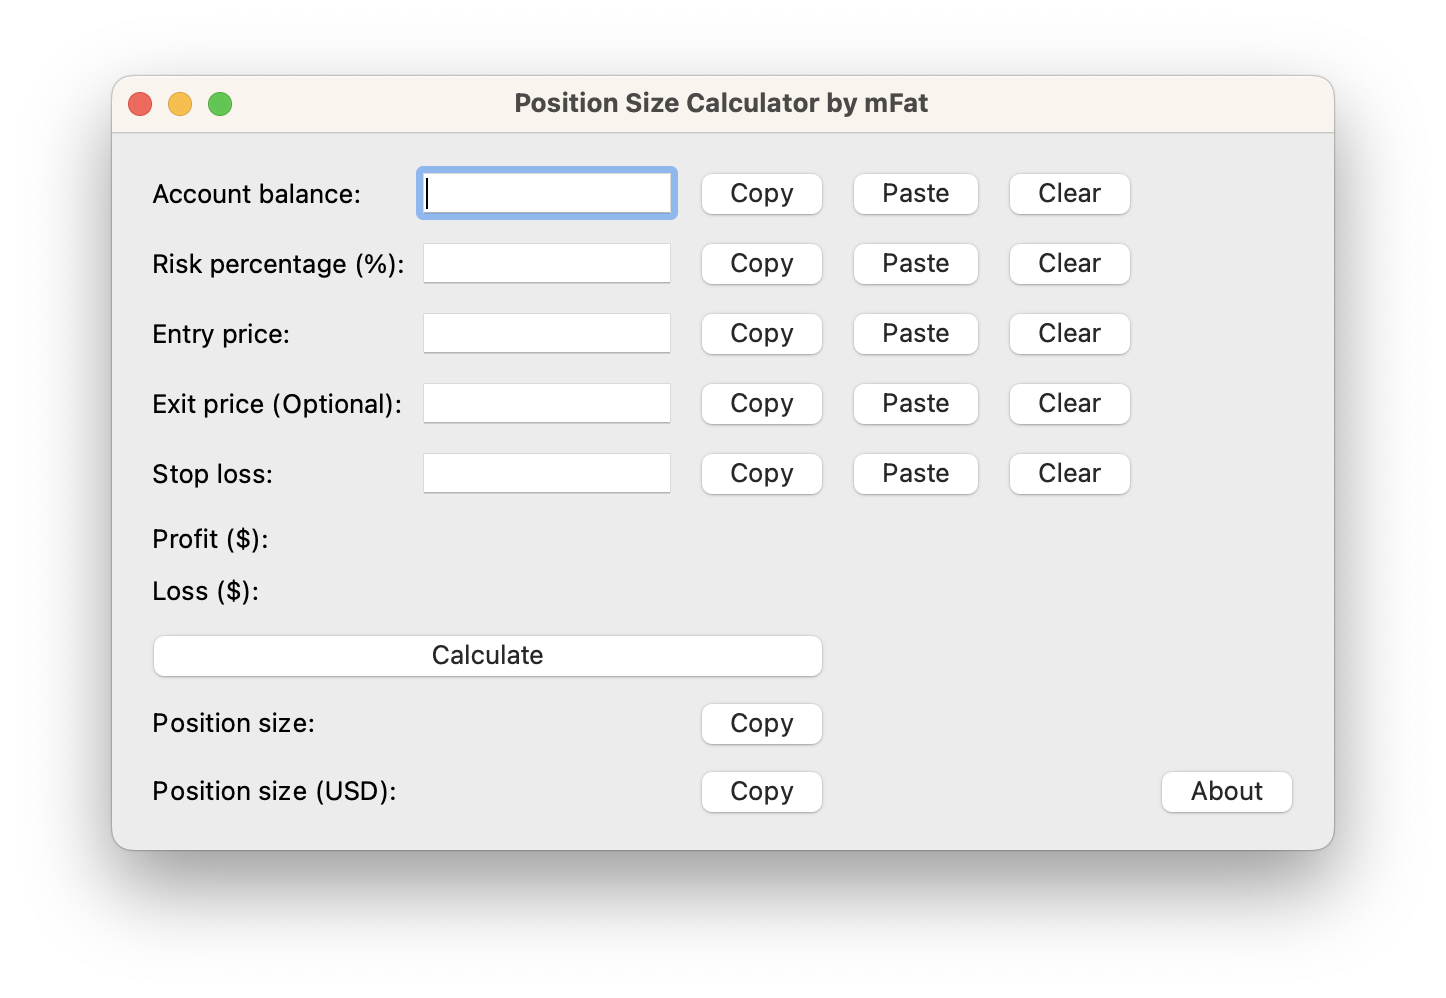 Position Size Calculator by mFat
Account balance: Copy Paste Clear
Risk percentage (%): Copy Paste Clear
Entry price: Copy Paste Clear
Exit price (Optional): Copy Paste Clear
Stop loss: Copy Paste Clear
Profit ($):
Loss ($):
Calculate
Position size: Copy
Position size (USD): Copy About